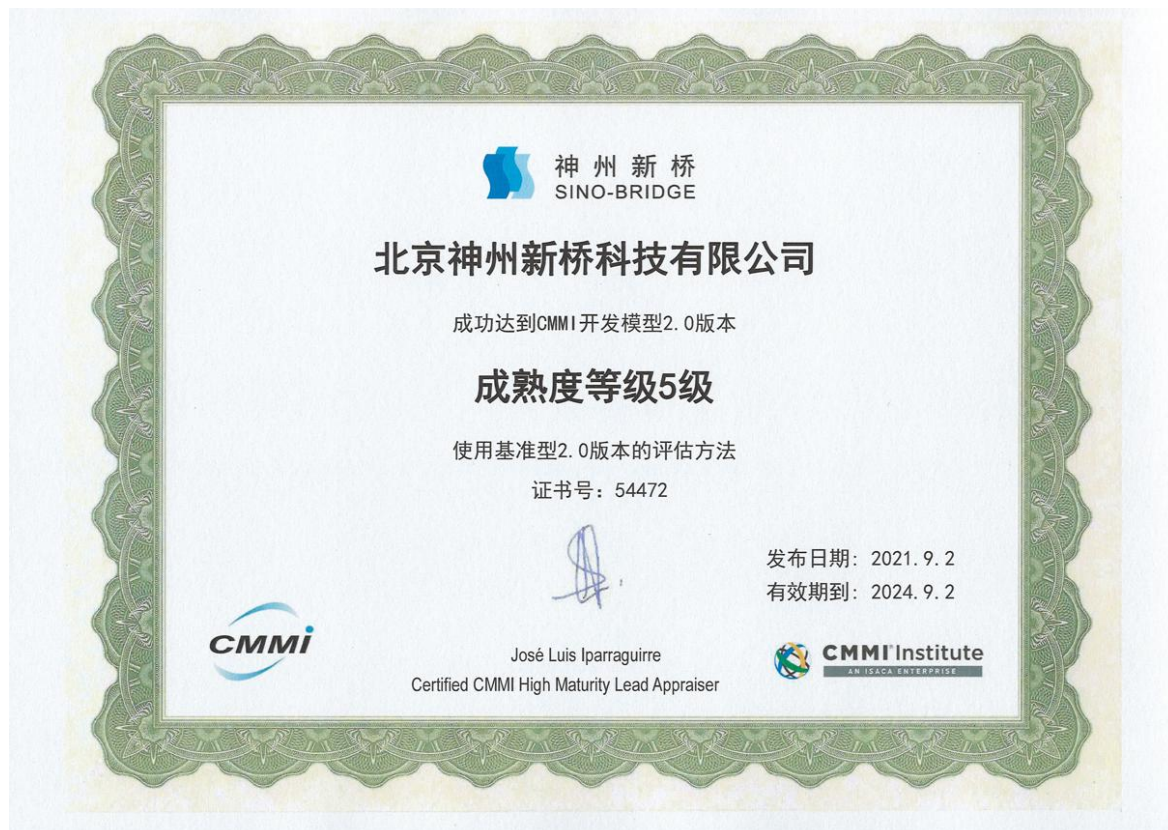 神州新桥
SINO-BRIDGE
北京神州新桥科技有限公司
成功达到CMMI开发模型2.0版本
成熟度等级5级
使用基准型2.0版本的评估方法
证书号：54472
发布日期：2021.9.2
有效期到：2024.9.2
CMMI
José Luis Iparraguirre
Certified CMMI High Maturity Lead Appraiser
CMMI Institute
AN ISACA ENTERPRISE